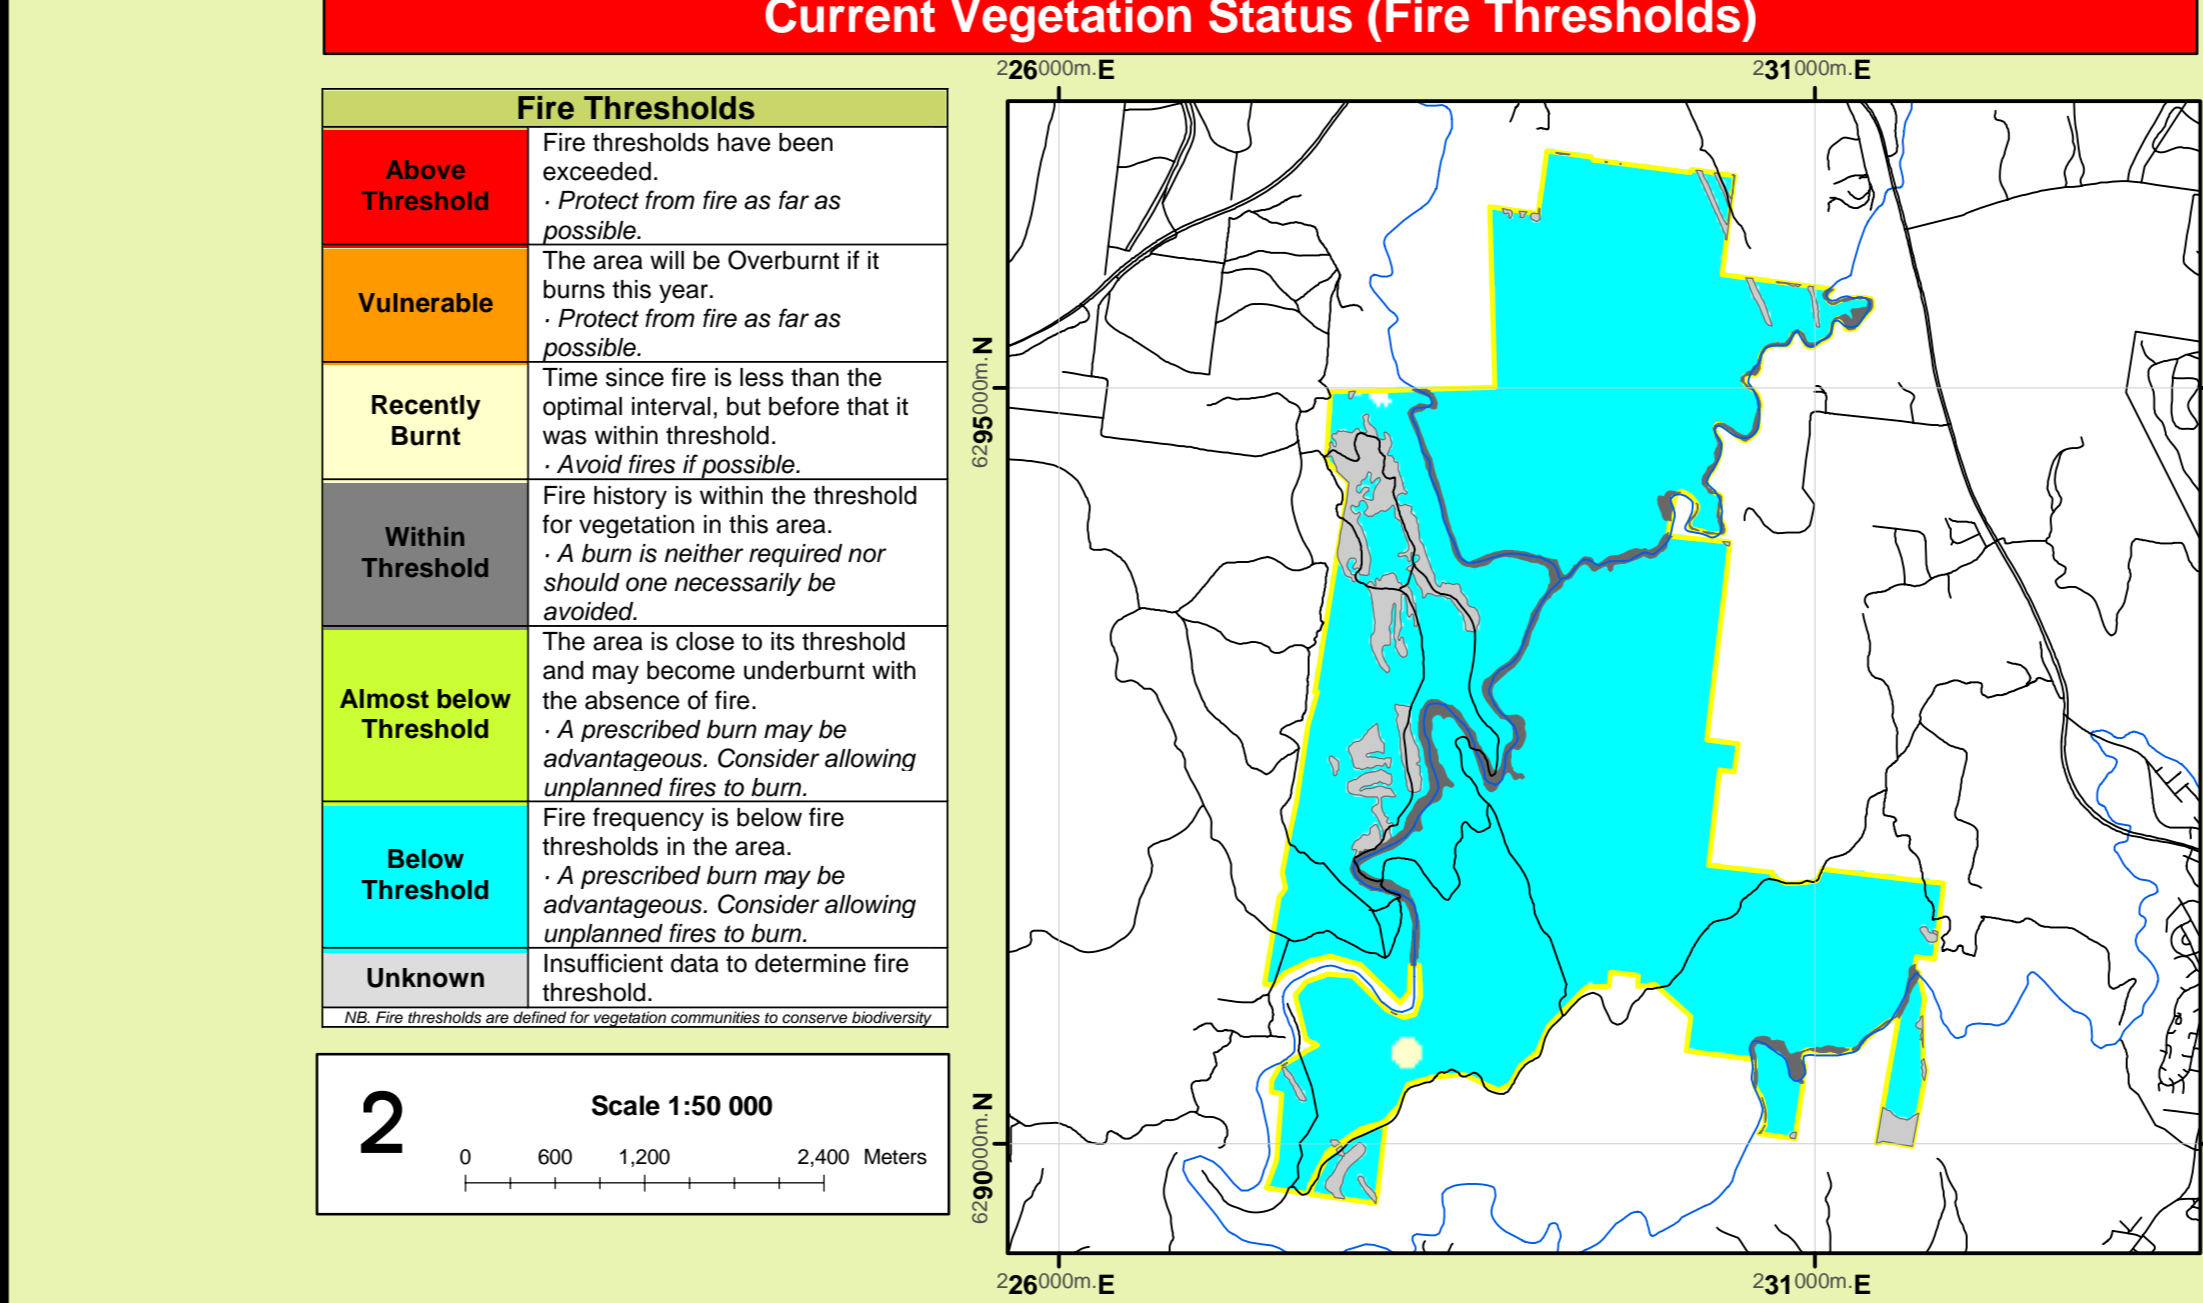 Current Vegetation Status (Fire Thresholds)
226000m.E
231000m.E
Fire Thresholds
Above
Threshold
Fire thresholds have been
exceeded.
· Protect from fire as far as
possible.
Vulnerable
The area will be Overburnt if it
burns this year.
· Protect from fire as far as
possible.
Recently
Burnt
Time since fire is less than the
optimal interval, but before that it
was within threshold.
· Avoid fires if possible.
Within
Threshold
Fire history is within the threshold
for vegetation in this area.
· A burn is neither required nor
should one necessarily be
avoided.
Almost below
Threshold
The area is close to its threshold
and may become underburnt with
the absence of fire.
· A prescribed burn may be
advantageous. Consider allowing
unplanned fires to burn.
Below
Threshold
Fire frequency is below fire
thresholds in the area.
· A prescribed burn may be
advantageous. Consider allowing
unplanned fires to burn.
Unknown
Insufficient data to determine fire
threshold.
NB. Fire thresholds are defined for vegetation communities to conserve biodiversity
6295000m.N
6290000m.N
2
Scale 1:50 000
0 600 1,200 2,400 Meters
226000m.E
231000m.E